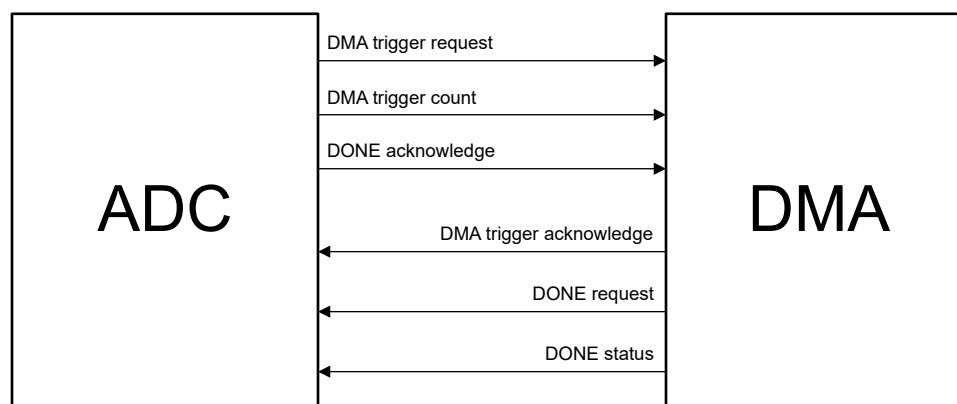 ADC
DMA trigger request
DMA trigger count
DONE acknowledge
DMA trigger acknowledge
DONE request
DONE status
DMA